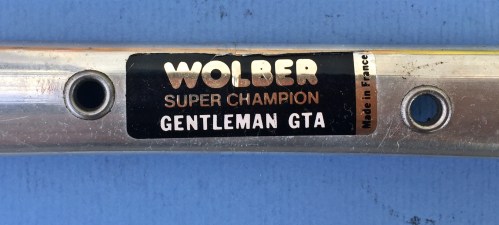 WOLBER
SUPER CHAMPION
GENTLEMAN GTA
Made in France